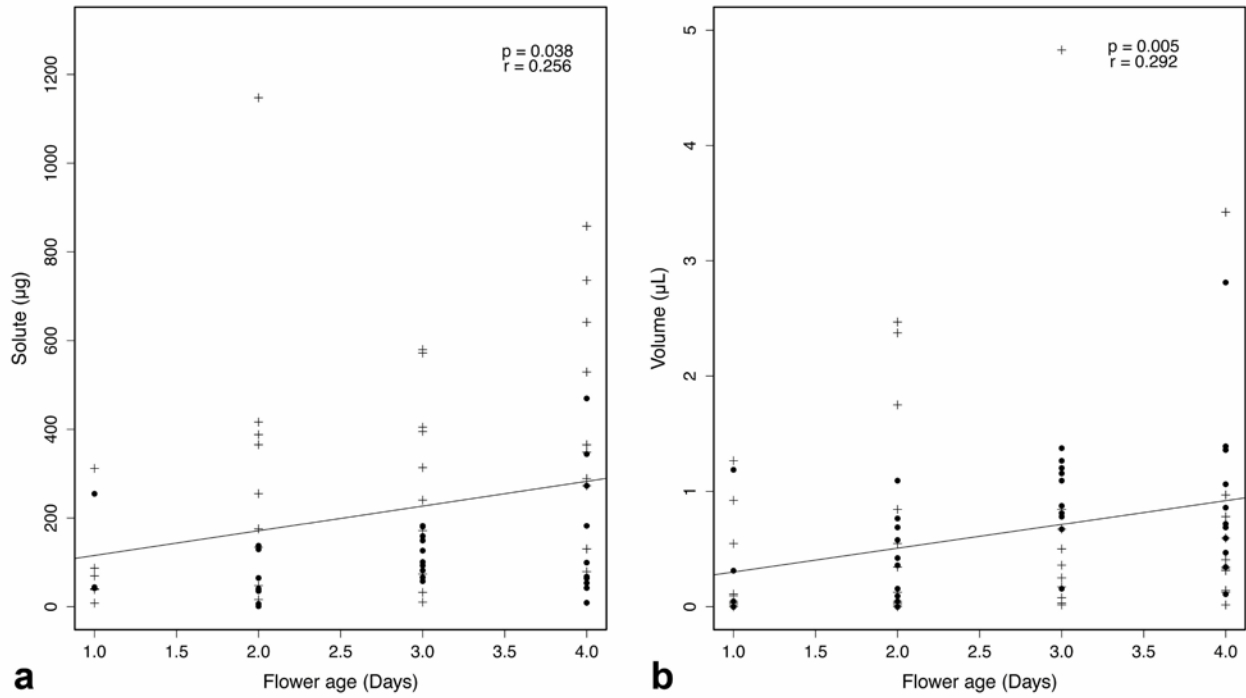 p = 0.038
r = 0.256
1200
1000
800
600
400
200
0
Solute (µg)
1.0 1.5 2.0 2.5 3.0 3.5 4.0
Flower age (Days)
a
p = 0.005
r = 0.292
5
4
3
2
1
0
Volume (µL)
1.0 1.5 2.0 2.5 3.0 3.5 4.0
Flower age (Days)
b